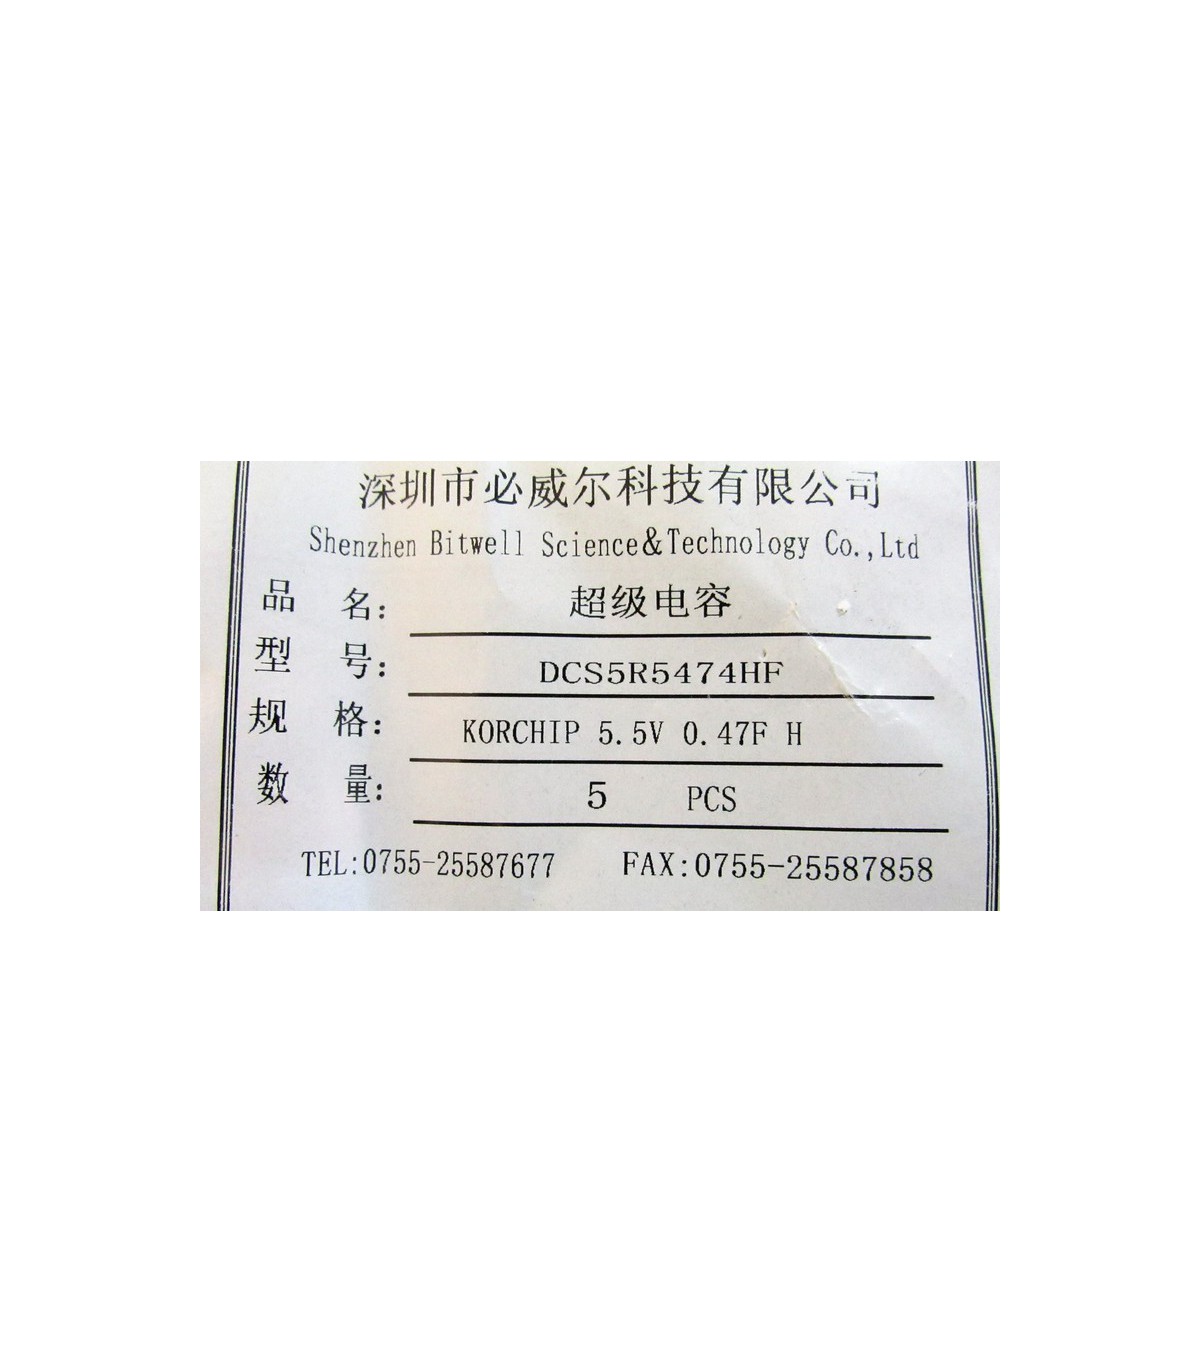 深圳市必威尔科技有限公司
Shenzhen Bitwell Science&Technology Co.,Ltd
品 名: 超级电容
型 号: DCS5R5474HF
规 格: KORCHIP 5.5V 0.47F H
数 量: 5 PCS
TEL:0755-25587677 FAX:0755-25587858